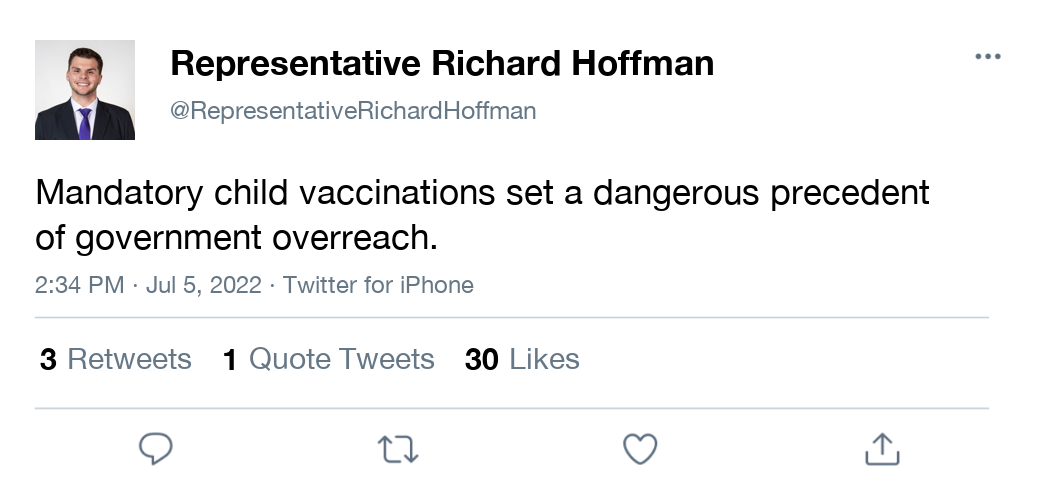 Representative Richard Hoffman
@RepresentativeRichardHoffman
Mandatory child vaccinations set a dangerous precedent
of government overreach.
2:34 PM · Jul 5, 2022 · Twitter for iPhone
3 Retweets 1 Quote Tweets 30 Likes